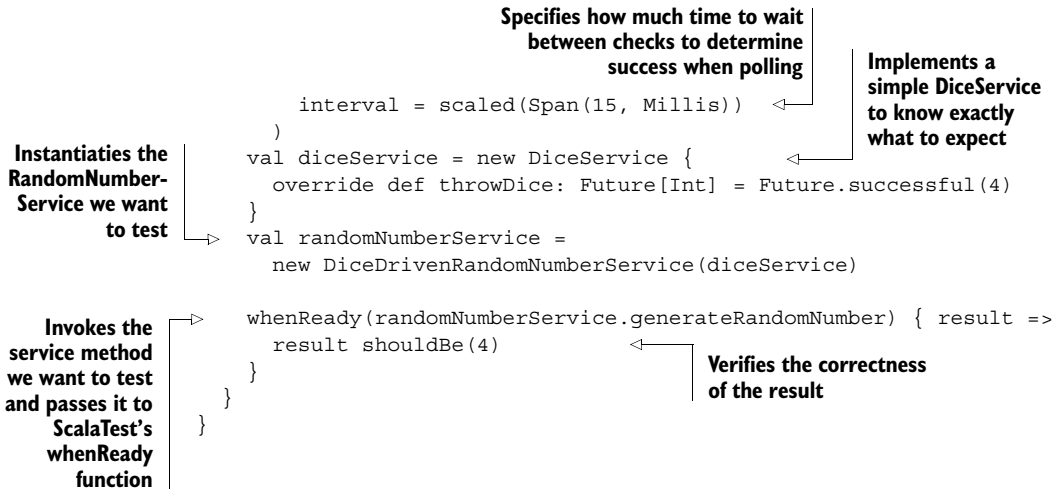 Specifies how much time to wait
between checks to determine
success when polling
Implements a
simple DiceService
to know exactly
what to expect
interval = scaled(Span(15, Millis))
)
Instantiaties the
RandomNumber-
Service we want
to test
val diceService = new DiceService {
override def throwDice: Future[Int] = Future.successful(4)
}
val randomNumberService =
new DiceDrivenRandomNumberService(diceService)
Invokes the
service method
we want to test
and passes it to
ScalaTest's
whenReady
function
whenReady(randomNumberService.generateRandomNumber) { result =>
result shouldBe(4)
Verifies the correctness
of the result
}
}
}